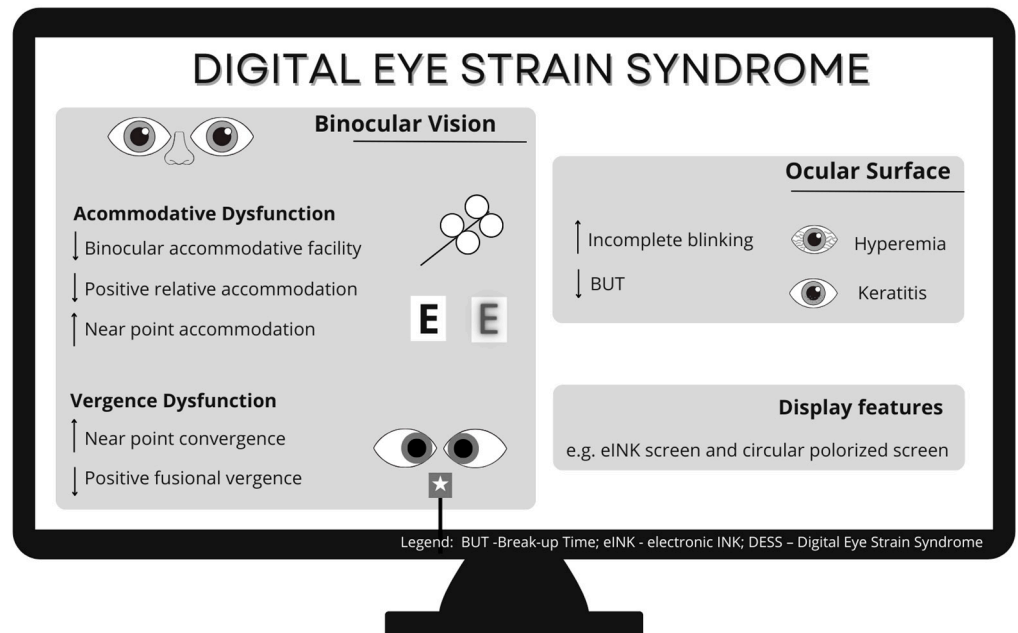 DIGITAL EYE STRAIN SYNDROME
Binocular Vision
Acommodative Dysfunction
Binocular accommodative facility
Positive relative accommodation
Near point accommodation
E E
Vergence Dysfunction
Near point convergence
Positive fusional vergence
Ocular Surface
Incomplete blinking
BUT
Hyperemia
Keratitis
Display features
e.g. eINK screen and circular polorized screen
Legend: BUT -Break-up Time; eINK - electronic INK; DESS – Digital Eye Strain Syndrome